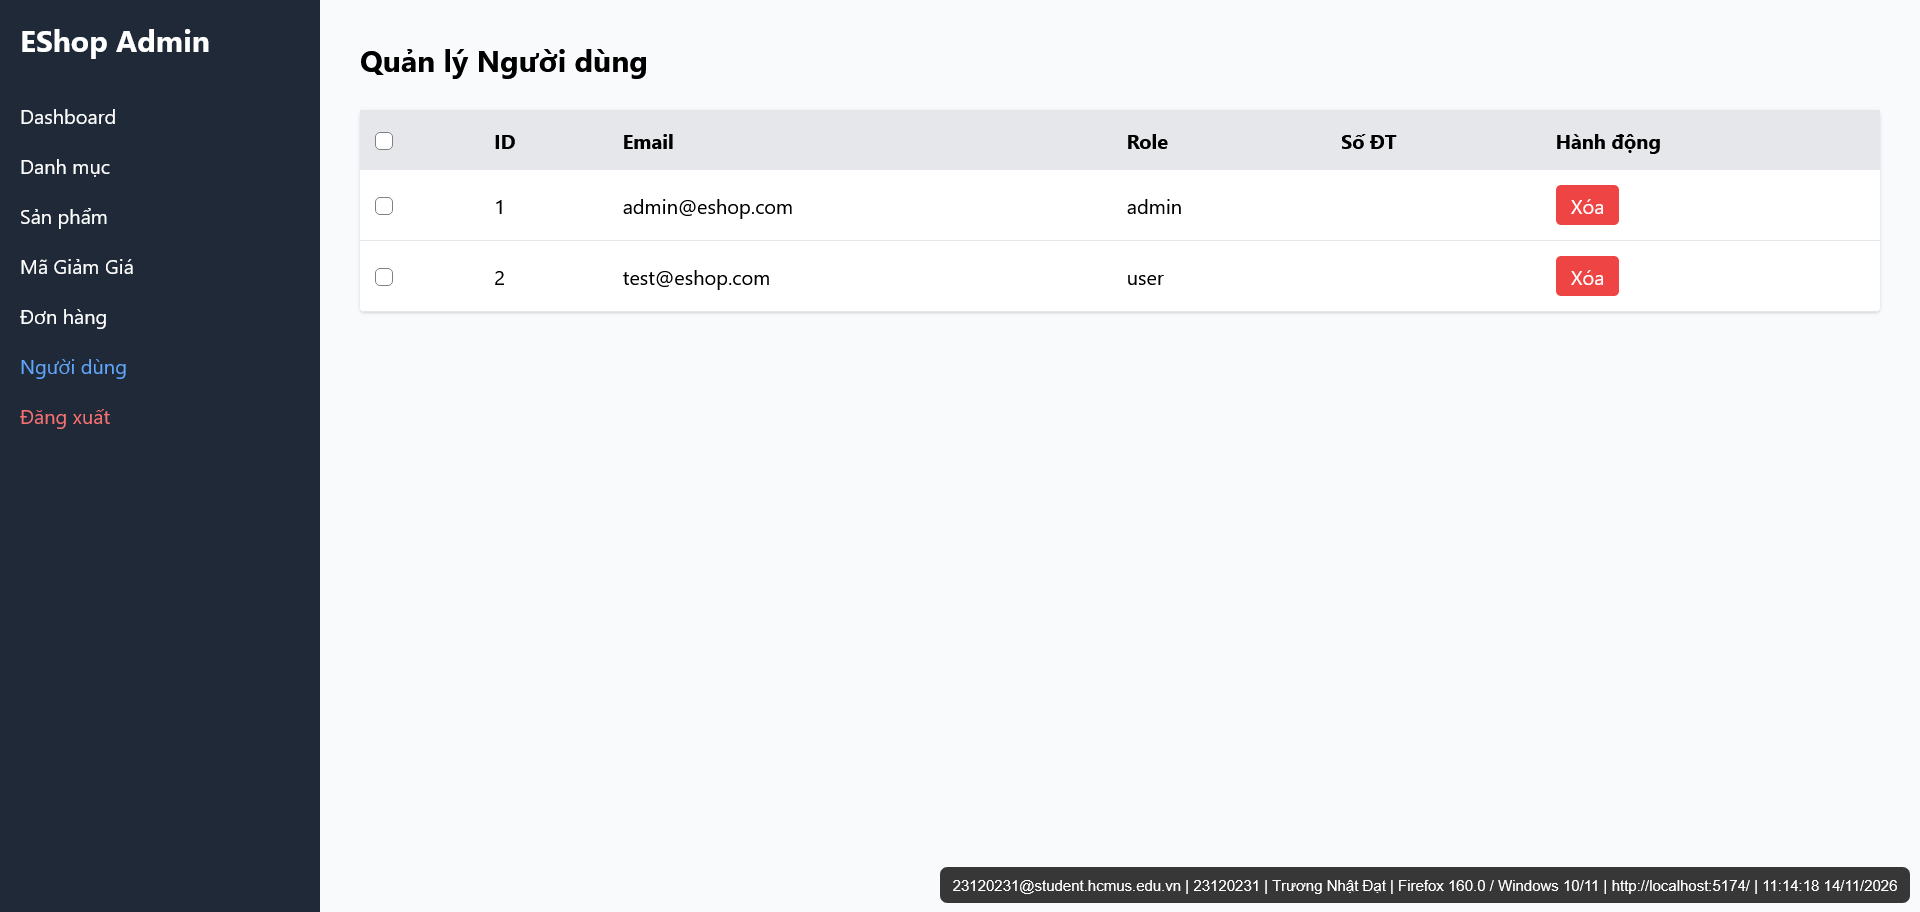 EShop Admin
Dashboard
Danh mục
Sản phẩm
Mã Giảm Giá
Đơn hàng
Người dùng
Đăng xuất
Quản lý Người dùng
ID Email Role Số ĐT Hành động
1 admin@eshop.com admin Xóa
2 test@eshop.com user Xóa
23120231@student.hcmus.edu.vn | 23120231 | Trương Nhật Đạt | Firefox 160.0 / Windows 10/11 | http://localhost:5174/ | 11:14:18 14/11/2026